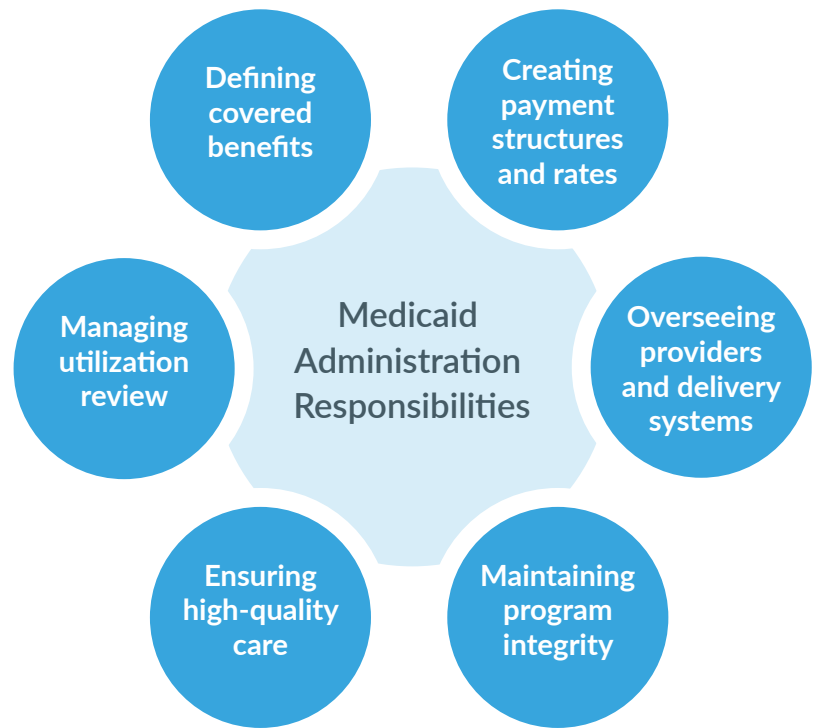 Defining
covered
benefits
Creating
payment
structures
and rates
Managing
utilization
review
Medicaid
Administration
Responsibilities
Overseeing
providers
and delivery
systems
Ensuring
high-quality
care
Maintaining
program
integrity